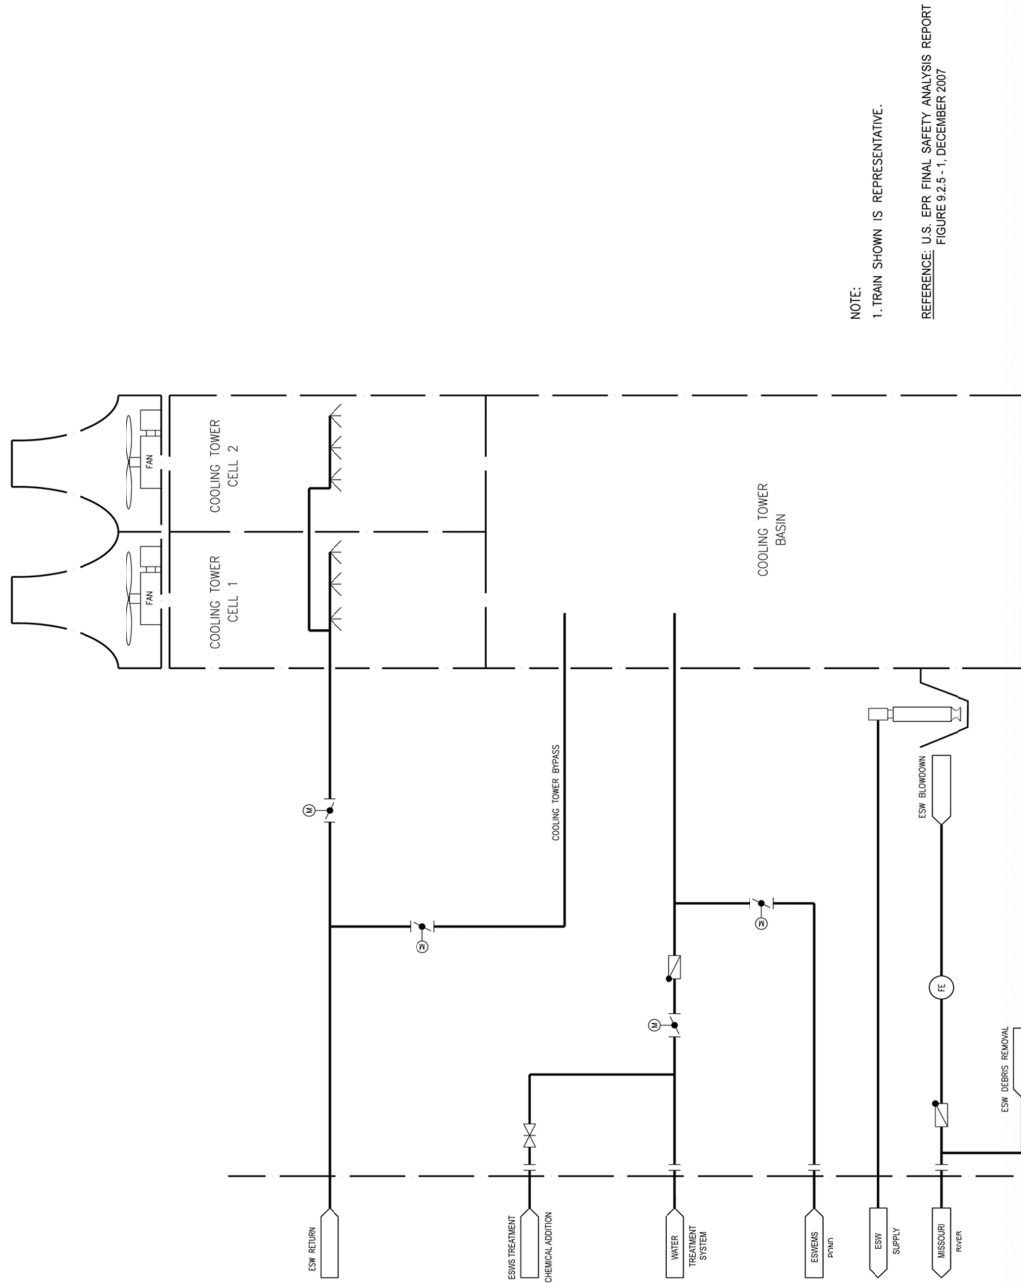 COOLING TOWER
CELL 1
COOLING TOWER
CELL 2
FAN
FAN
M
M
M
M
COOLING TOWER BYPASS
COOLING TOWER
BASIN
ESW RETURN
ESWS TREATMENT
CHEMICAL ADDITION
WATER
TREATMENT
SYSTEM
ESWEMS
POND
ESW
SUPPLY
MISSOURI
RIVER
ESW BLOWDOWN
FE
ESW DEBRIS REMOVAL
NOTE:
1. TRAIN SHOWN IS REPRESENTATIVE.
REFERENCE: U.S. EPR FINAL SAFETY ANALYSIS REPORT
FIGURE 9.2.5 - 1, DECEMBER 2007